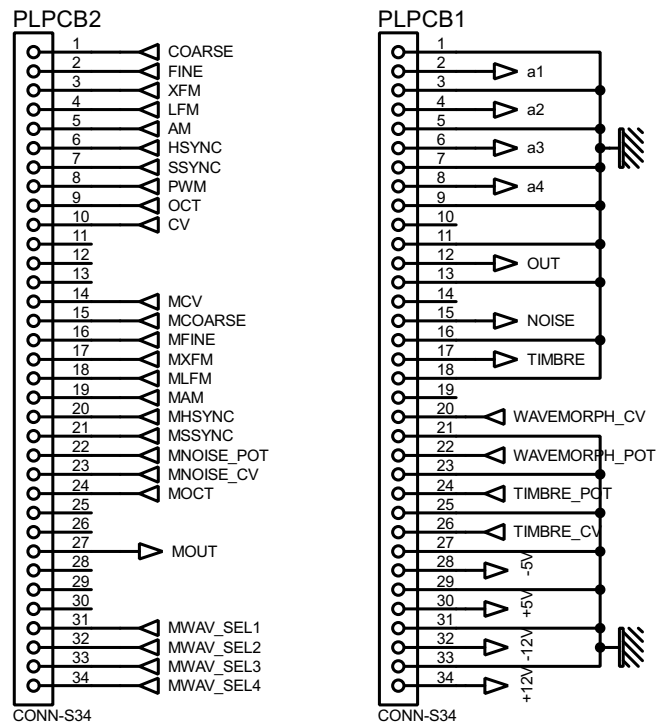 PLPCB2
1 COARSE
2 FINE
3 XFM
4 LFM
5 AM
6 HSYNC
7 SSYNC
8 PWM
9 OCT
10 CV
11
12
13
14 MCV
15 MCOARSE
16 MFINE
17 MXFM
18 MLFM
19 MAM
20 MHSYNC
21 MSSYNC
22 MNOISE_POT
23 MNOISE_CV
24 MOCT
25
26
27 MOUT
28
29
30
31 MWAV_SEL1
32 MWAV_SEL2
33 MWAV_SEL3
34 MWAV_SEL4
CONN-S34
PLPCB1
1
2 a1
3
4 a2
5
6 a3
7
8 a4
9
10
11
12 OUT
13
14
15 NOISE
16
17 TIMBRE
18
19
20 WAVEMORPH_CV
21
22 WAVEMORPH_POT
23
24 TIMBRE_POT
25
26 TIMBRE_CV
27
28 -5V
29
30 +5V
31
32 -12V
33
34 +12V
CONN-S34